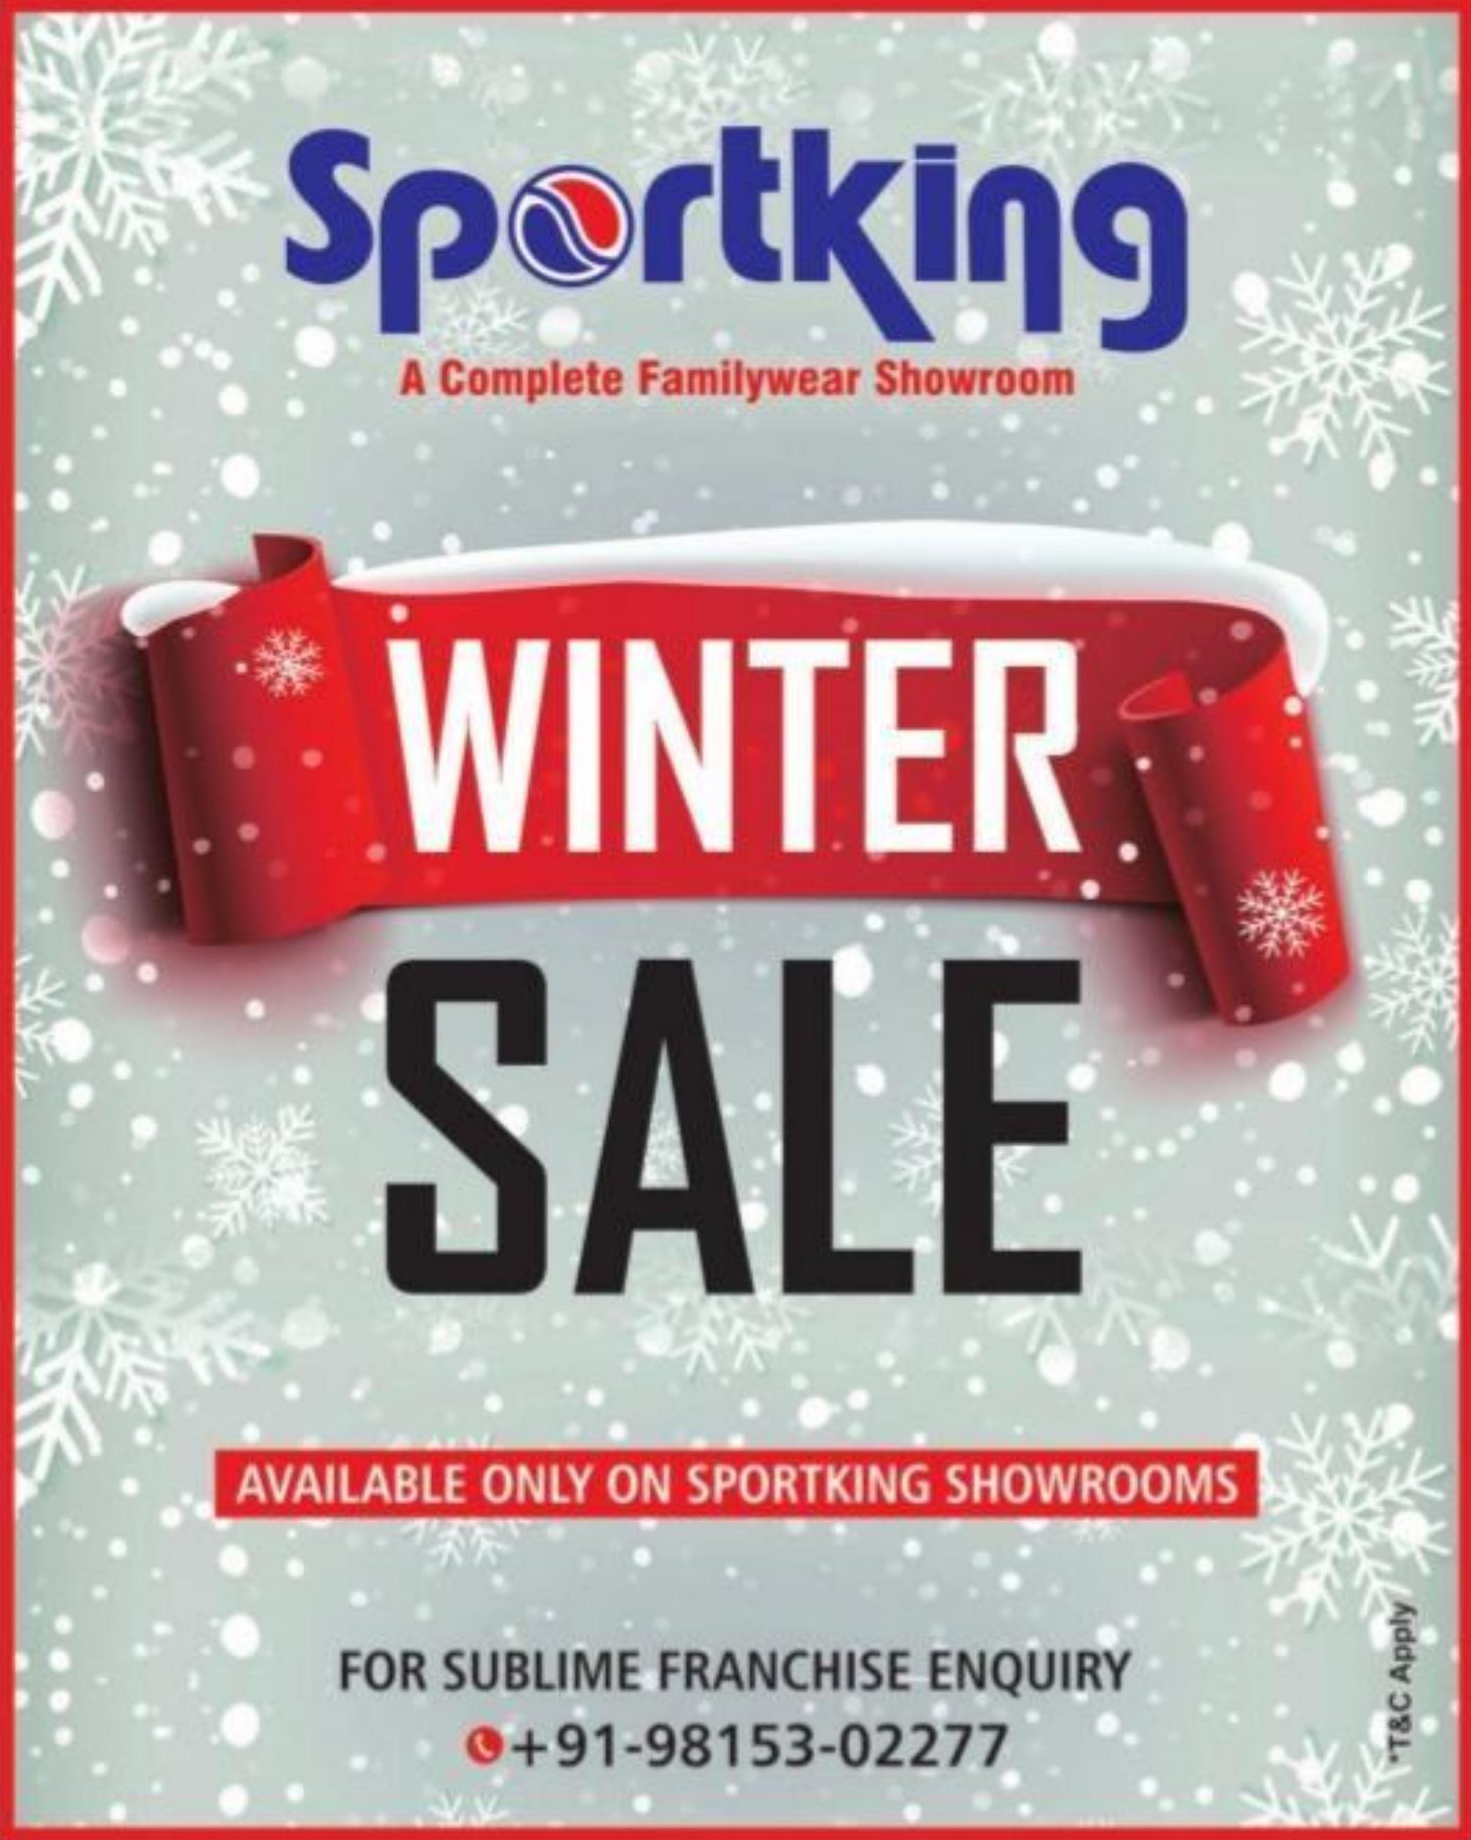 Sportking
A Complete Familywear Showroom
WINTER
SALE
AVAILABLE ONLY ON SPORTKING SHOWROOMS
FOR SUBLIME FRANCHISE ENQUIRY
+91-98153-02277
*T&C Apply